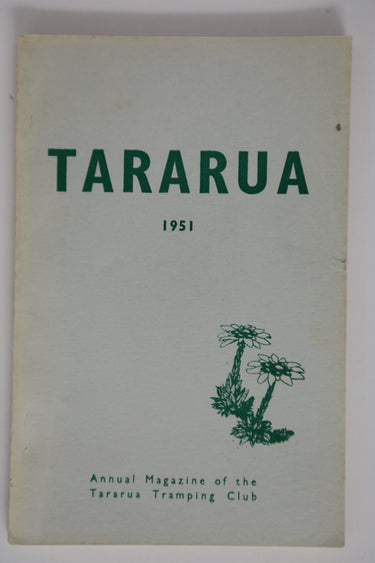 TARARUA
1951
Annual Magazine of the
Tararua Tramping Club